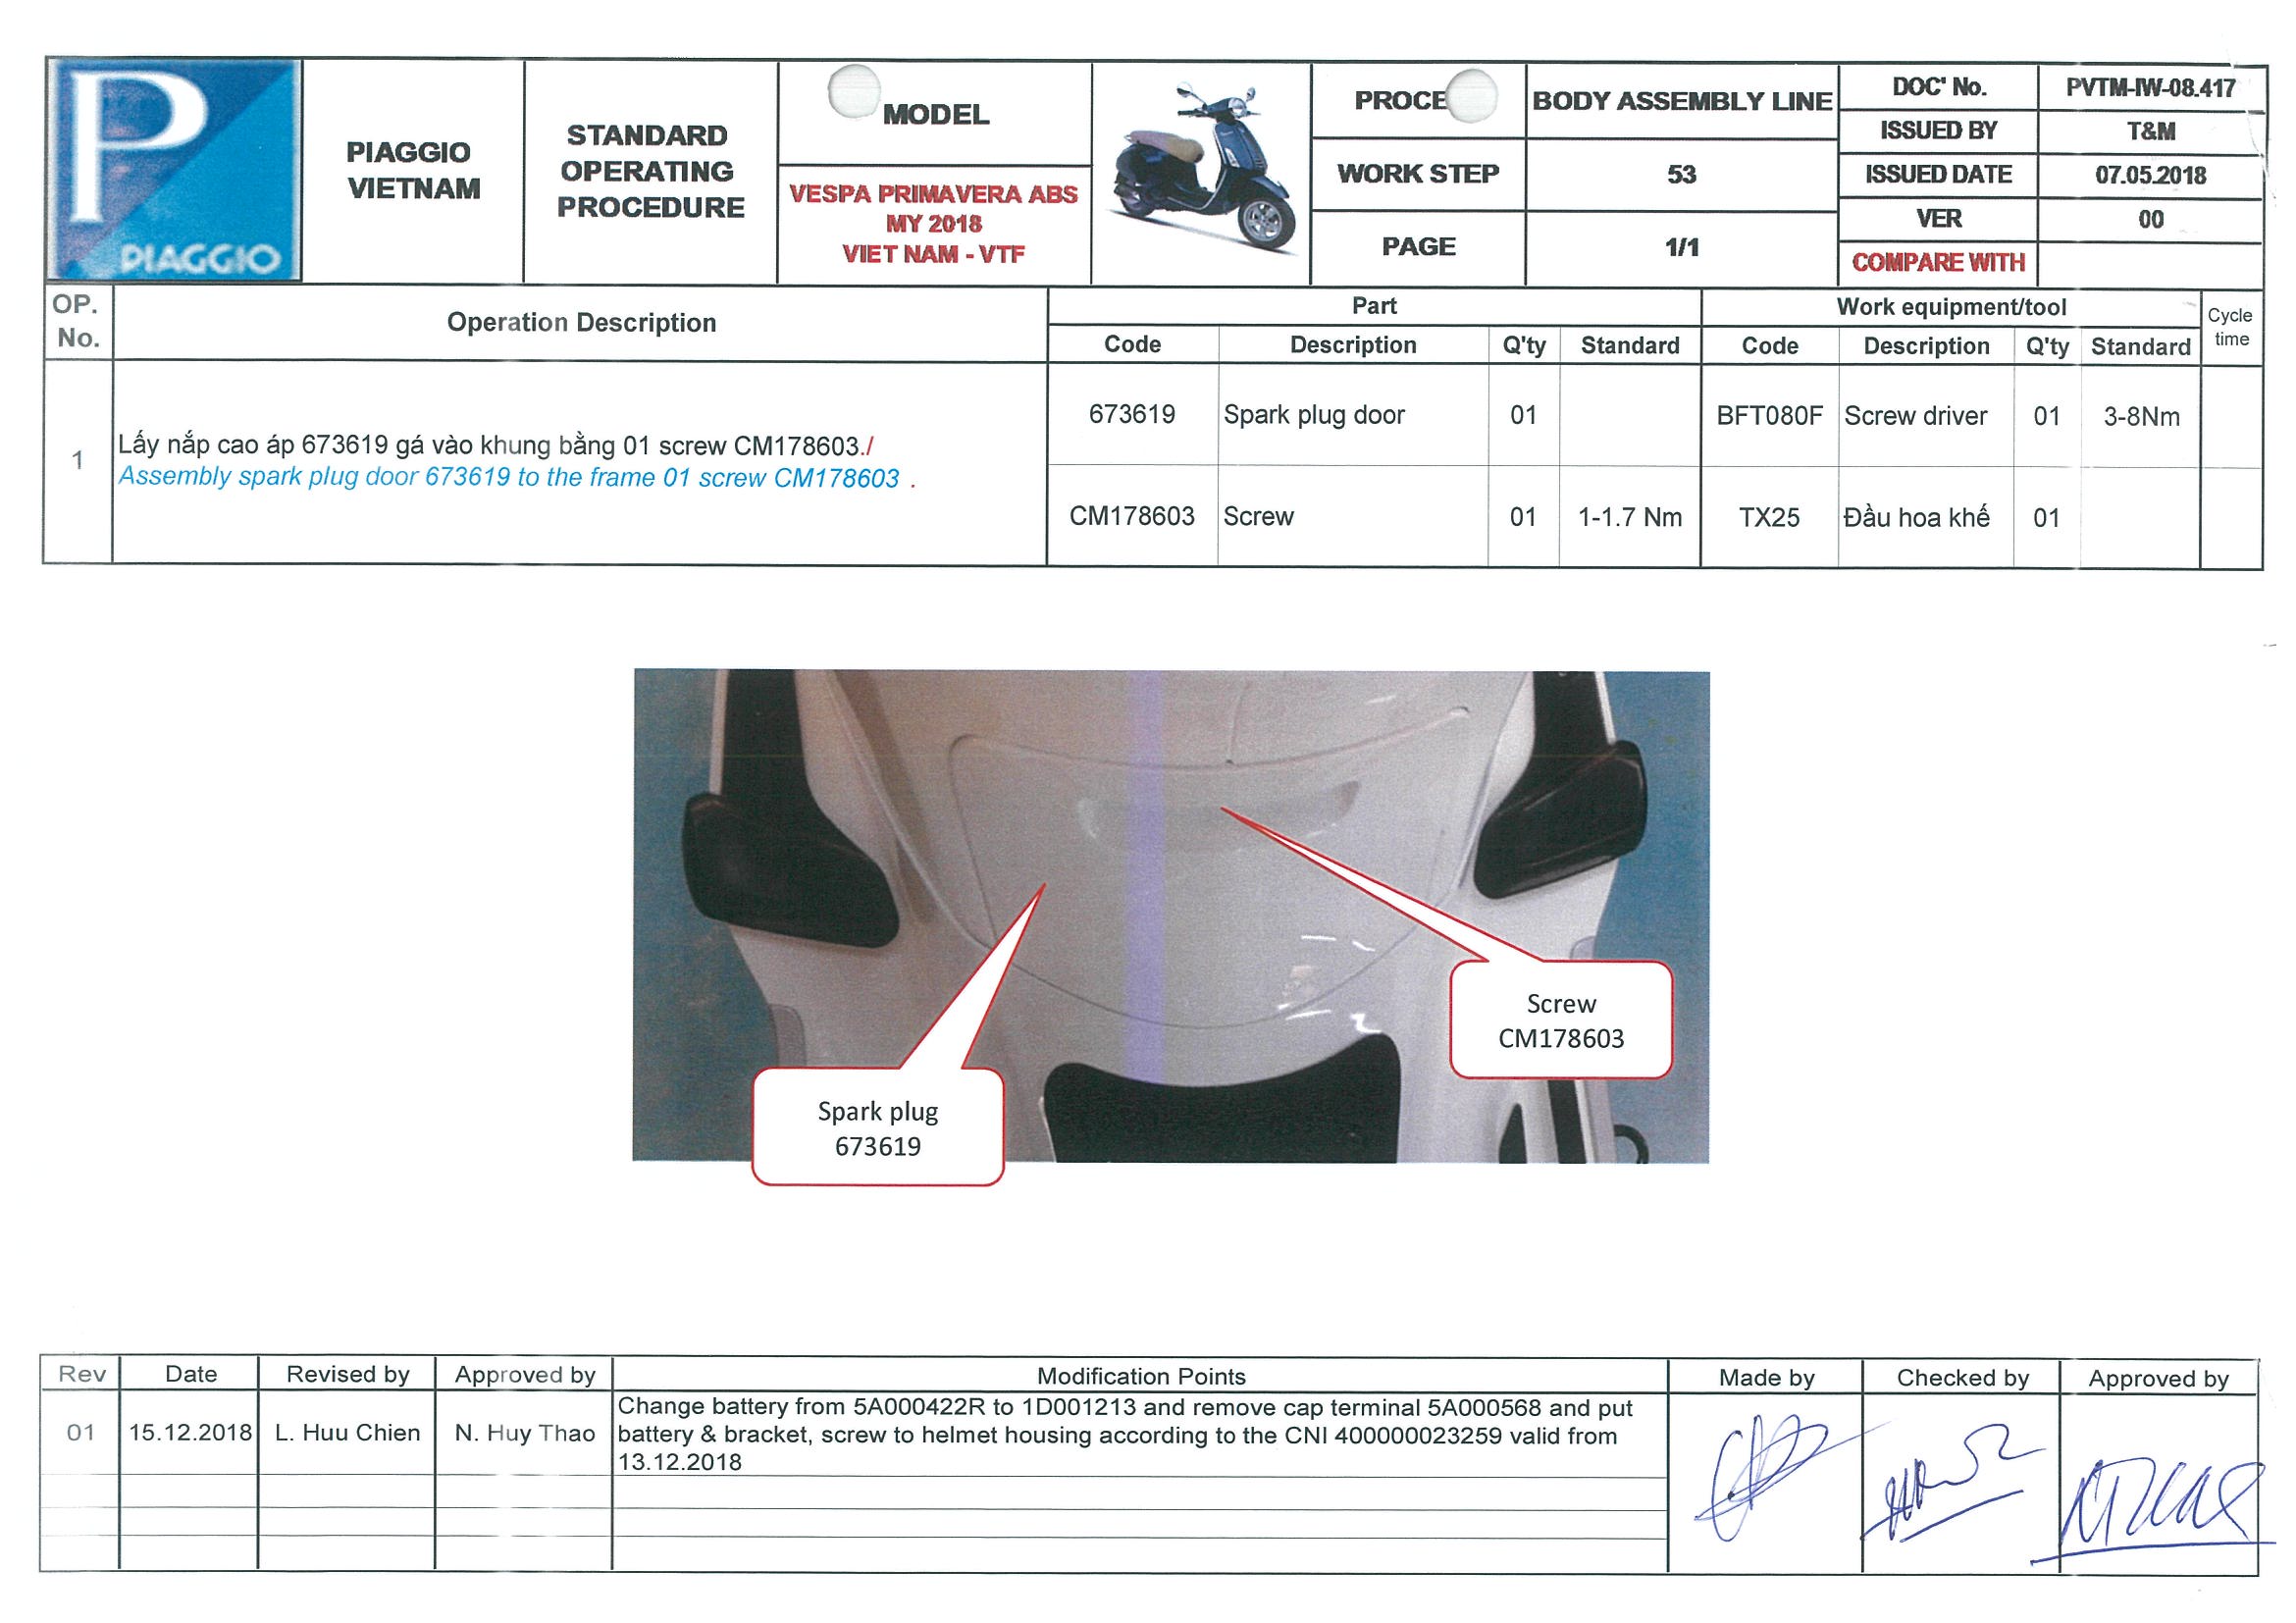 P
PIAGGIO
PIAGGIO
VIETNAM
STANDARD
OPERATING
PROCEDURE
MODEL
VESPA PRIMAVERA ABS
MY 2018
VIET NAM - VTF
PROCE
BODY ASSEMBLY LINE
WORK STEP
53
PAGE
1/1
DOC' No.
PVTM-IW-08.417
ISSUED BY
T&M
ISSUED DATE
07.05.2018
VER
00
COMPARE WITH
OP.
No.
Operation Description
Part
Work equipment/tool
Cycle
time
Code
Description
Q'ty
Standard
Code
Description
Q'ty
Standard
1
Lấy nắp cao áp 673619 gá vào khung bằng 01 screw CM178603./
Assembly spark plug door 673619 to the frame 01 screw CM178603 .
673619
Spark plug door
01
BFT080F
Screw driver
01
3-8Nm
CM178603
Screw
01
1-1.7 Nm
TX25
Đầu hoa khế
01
Screw
CM178603
Spark plug
673619
Rev
Date
Revised by
Approved by
Modification Points
Made by
Checked by
Approved by
01
15.12.2018
L. Huu Chien
N. Huy Thao
Change battery from 5A000422R to 1D001213 and remove cap terminal 5A000568 and put
battery & bracket, screw to helmet housing according to the CNI 400000023259 valid from
13.12.2018